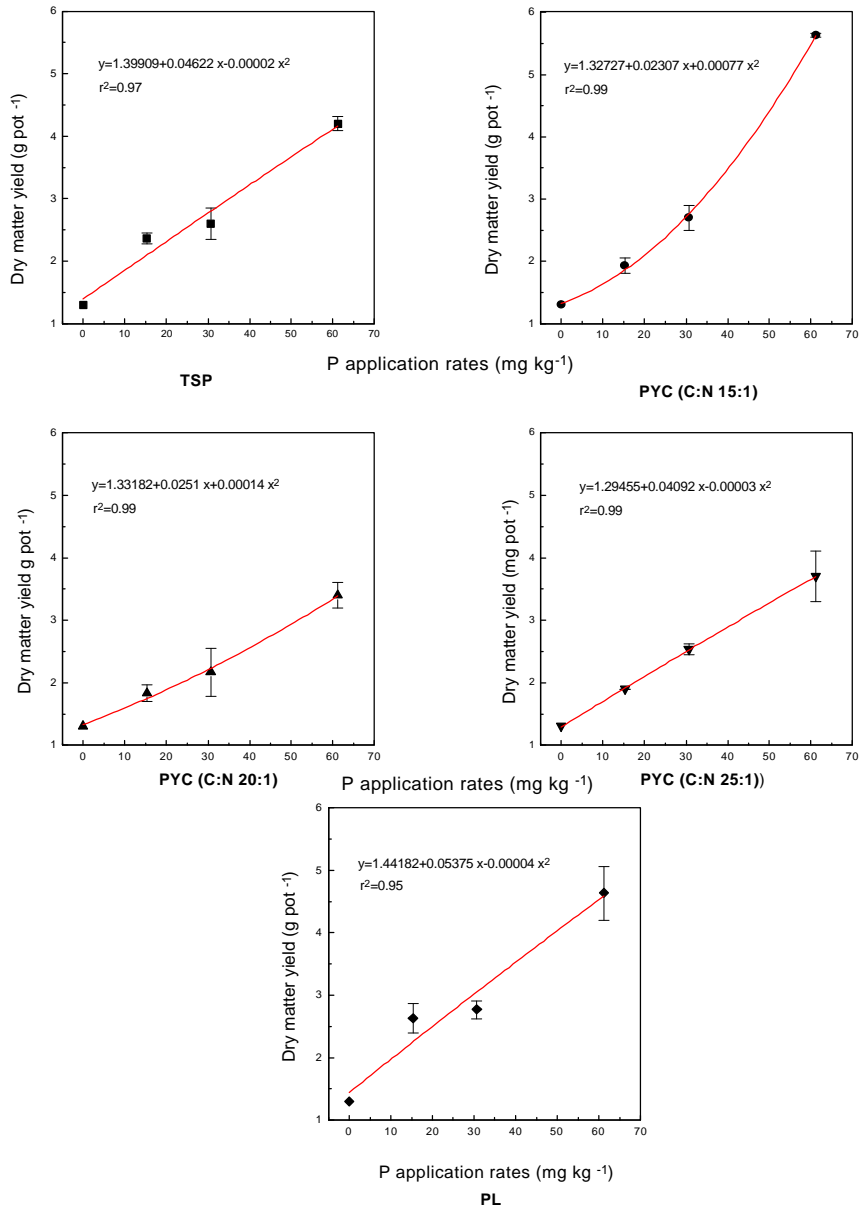 6
5
4
3
2
1
0 10 20 30 40 50 60 70
Dry matter yield (g pot -1)
y=1.39909+0.04622 x-0.00002 x2
r2=0.97
TSP
6
5
4
3
2
1
0 10 20 30 40 50 60 70
Dry matter yield (g pot -1)
y=1.32727+0.02307 x+0.00077 x2
r2=0.99
P application rates (mg kg-1)
PYC (C:N 15:1)
6
5
4
3
2
1
0 10 20 30 40 50 60 70
Dry matter yield g pot -1)
y=1.33182+0.0251 x+0.00014 x2
r2=0.99
PYC (C:N 20:1)
6
5
4
3
2
1
0 10 20 30 40 50 60 70
Dry matter yield (mg pot -1)
y=1.29455+0.04092 x-0.00003 x2
r2=0.99
P application rates (mg kg -1)
PYC (C:N 25:1))
6
5
4
3
2
1
0 10 20 30 40 50 60 70
Dry matter yield (g pot -1)
y=1.44182+0.05375 x-0.00004 x2
r2=0.95
P application rates (mg kg -1)
PL